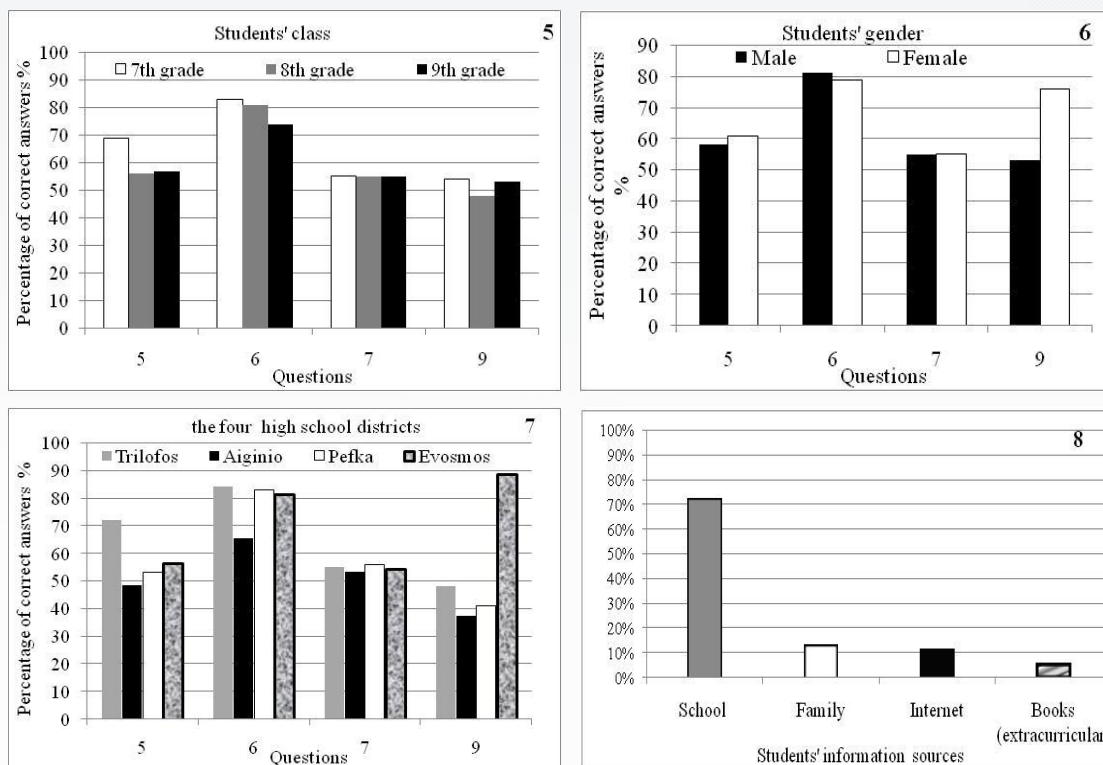 Students' class
5
100
90
80
70
60
50
40
30
20
10
0
7th grade 8th grade 9th grade
Percentage of correct answers %
5 6 7 9
Questions
Students' gender
6
90
80
70
60
50
40
30
20
10
0
Male Female
Percentage of correct answers
%
5 6 7 9
Questions
the four high school districts
7
100
90
80
70
60
50
40
30
20
10
0
Trilofos Aiginio Pefka Evosmos
Percentage of correct answers %
5 6 7 9
Questions
8
100%
90%
80%
70%
60%
50%
40%
30%
20%
10%
0%
School Family Internet Books
(extracurricular
Students' information sources